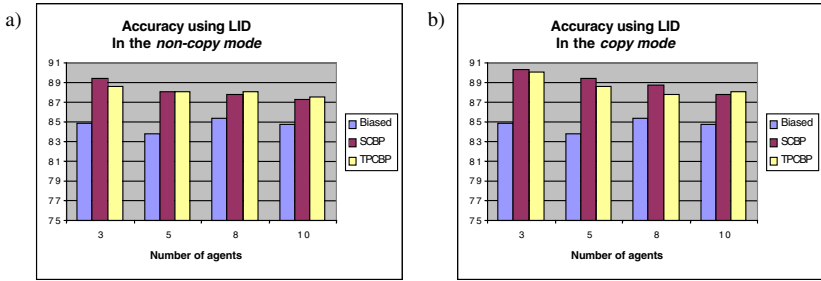 a)
Accuracy using LID
In the non-copy mode
91
89
87
85
83
81
79
77
75
3 5 8 10
Number of agents
Biased
SCBP
TPCBP
b)
Accuracy using LID
In the copy mode
91
89
87
85
83
81
79
77
75
3 5 8 10
Number of agents
Biased
SCBP
TPCBP